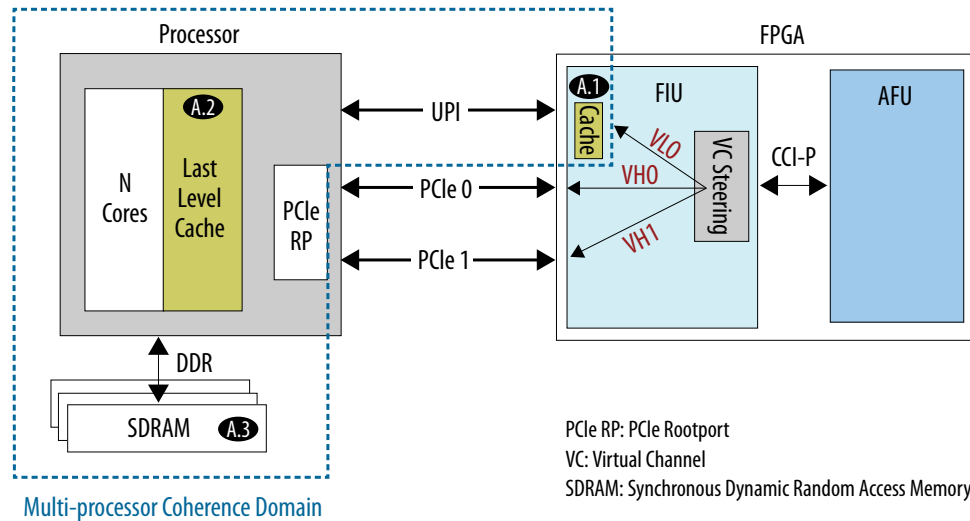 Processor
FPGA
A.1
FIU
AFU
A.2
UPI
Cache
N
Cores
Last
Level
Cache
VL0
VH0
VH1
VC Steering
CCI-P
PCIe
RP
PCIe 0
PCIe 1
DDR
SDRAM
A.3
PCIe RP: PCIe Rootport
VC: Virtual Channel
SDRAM: Synchronous Dynamic Random Access Memory
Multi-processor Coherence Domain